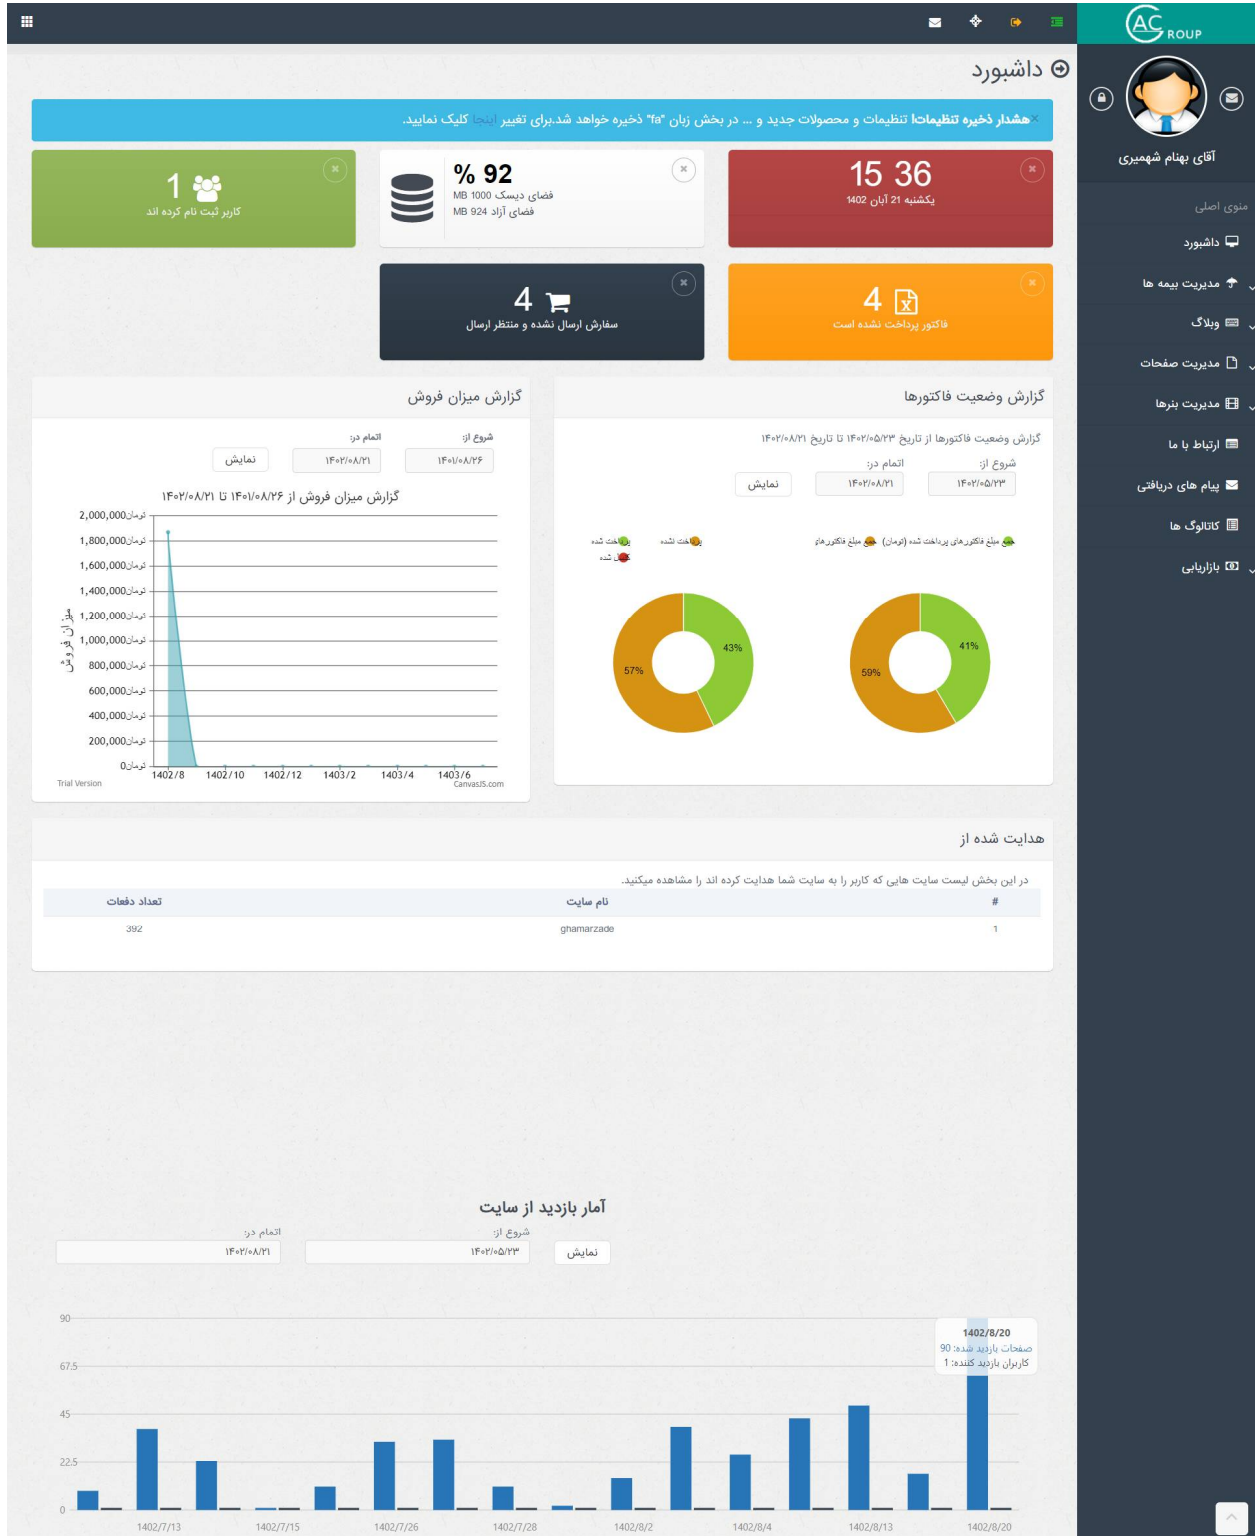 AC GROUP
داشبورد
آقای بهنام شهمیری
منوی اصلی
داشبورد
مدیریت بیمه ها
وبلاگ
مدیریت صفحات
مدیریت بنرها
ارتباط با ما
پیام های دریافتی
کاتالوگ ها
بازاریابی
×هشدار ذخیره تنظیمات! تنظیمات و محصولات جدید و ... در بخش زبان "fa" ذخیره خواهد شد.برای تغییر اینجا کلیک نمایید.
15 36
یکشنبه 21 آبان 1402
% 92
فضای دیسک 1000 MB
فضای آزاد 924 MB
1
کاربر ثبت نام کرده اند
4
فاکتور پرداخت نشده است
4
سفارش ارسال نشده و منتظر ارسال
گزارش وضعیت فاکتورها
گزارش وضعیت فاکتورها از تاریخ ۱۴۰۲/۰۵/۲۳ تا تاریخ ۱۴۰۲/۰۸/۲۱
شروع از:
اتمام در:
۱۴۰۲/۰۵/۲۳
۱۴۰۲/۰۸/۲۱
نمایش
جمع مبلغ فاکتور های پرداخت شده (تومان)
جمع مبلغ فاکتور های
پرداخت نشده
پرداخت شده
کنسل شده
41%
59%
43%
57%
گزارش میزان فروش
شروع از:
اتمام در:
۱۴۰۱/۰۸/۲۶
۱۴۰۲/۰۸/۲۱
نمایش
گزارش میزان فروش از ۱۴۰۱/۰۸/۲۶ تا ۱۴۰۲/۰۸/۲۱
میزان فروش
2,000,000تومان
1,800,000تومان
1,600,000تومان
1,400,000تومان
1,200,000تومان
1,000,000تومان
800,000تومان
600,000تومان
400,000تومان
200,000تومان
0تومان
1402/8 1402/10 1402/12 1403/2 1403/4 1403/6
Trial Version
CanvasJS.com
هدایت شده از
در این بخش لیست سایت هایی که کاربر را به سایت شما هدایت کرده اند را مشاهده میکنید.
# نام سایت تعداد دفعات
1 ghamarzade 392
آمار بازدید از سایت
شروع از:
اتمام در:
نمایش
۱۴۰۲/۰۵/۲۳
۱۴۰۲/۰۸/۲۱
90
67.5
45
22.5
0
1402/8/20
صفحات بازدید شده: 90
کاربران بازدید کننده: 1
1402/7/13 1402/7/15 1402/7/26 1402/7/28 1402/8/2 1402/8/4 1402/8/13 1402/8/20